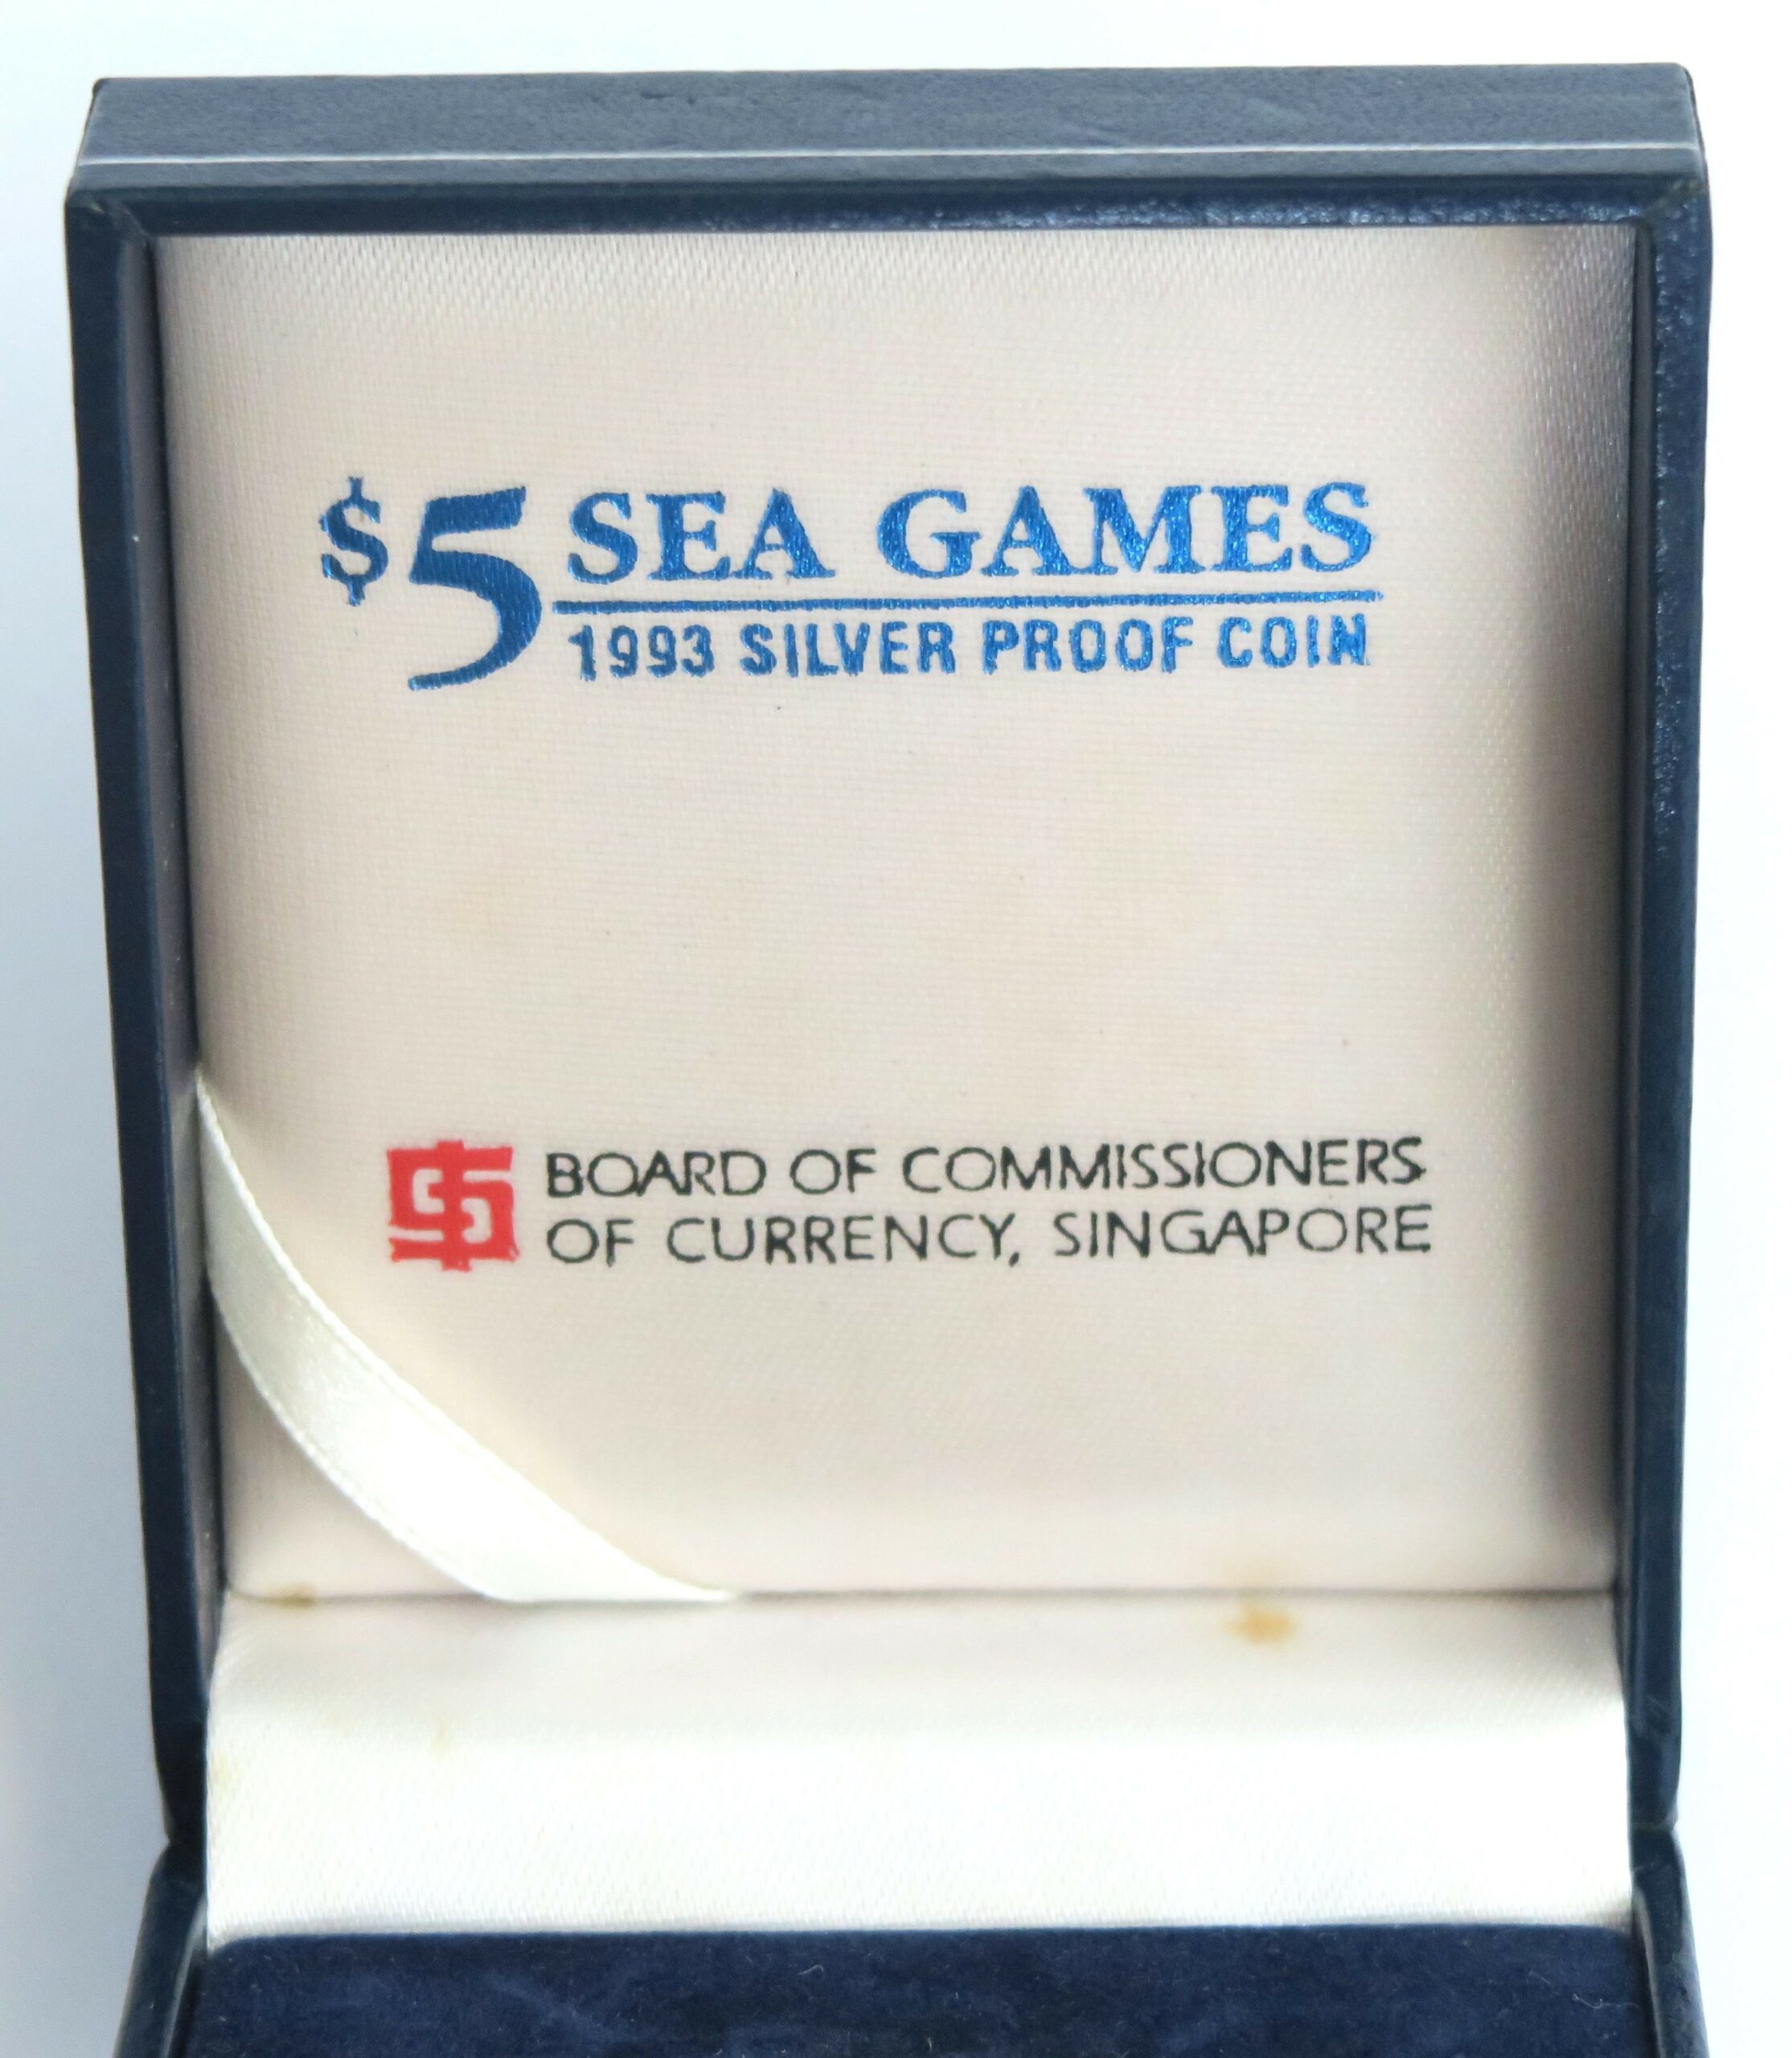 $5 SEA GAMES
1993 SILVER PROOF COIN
BOARD OF COMMISSIONERS
OF CURRENCY, SINGAPORE